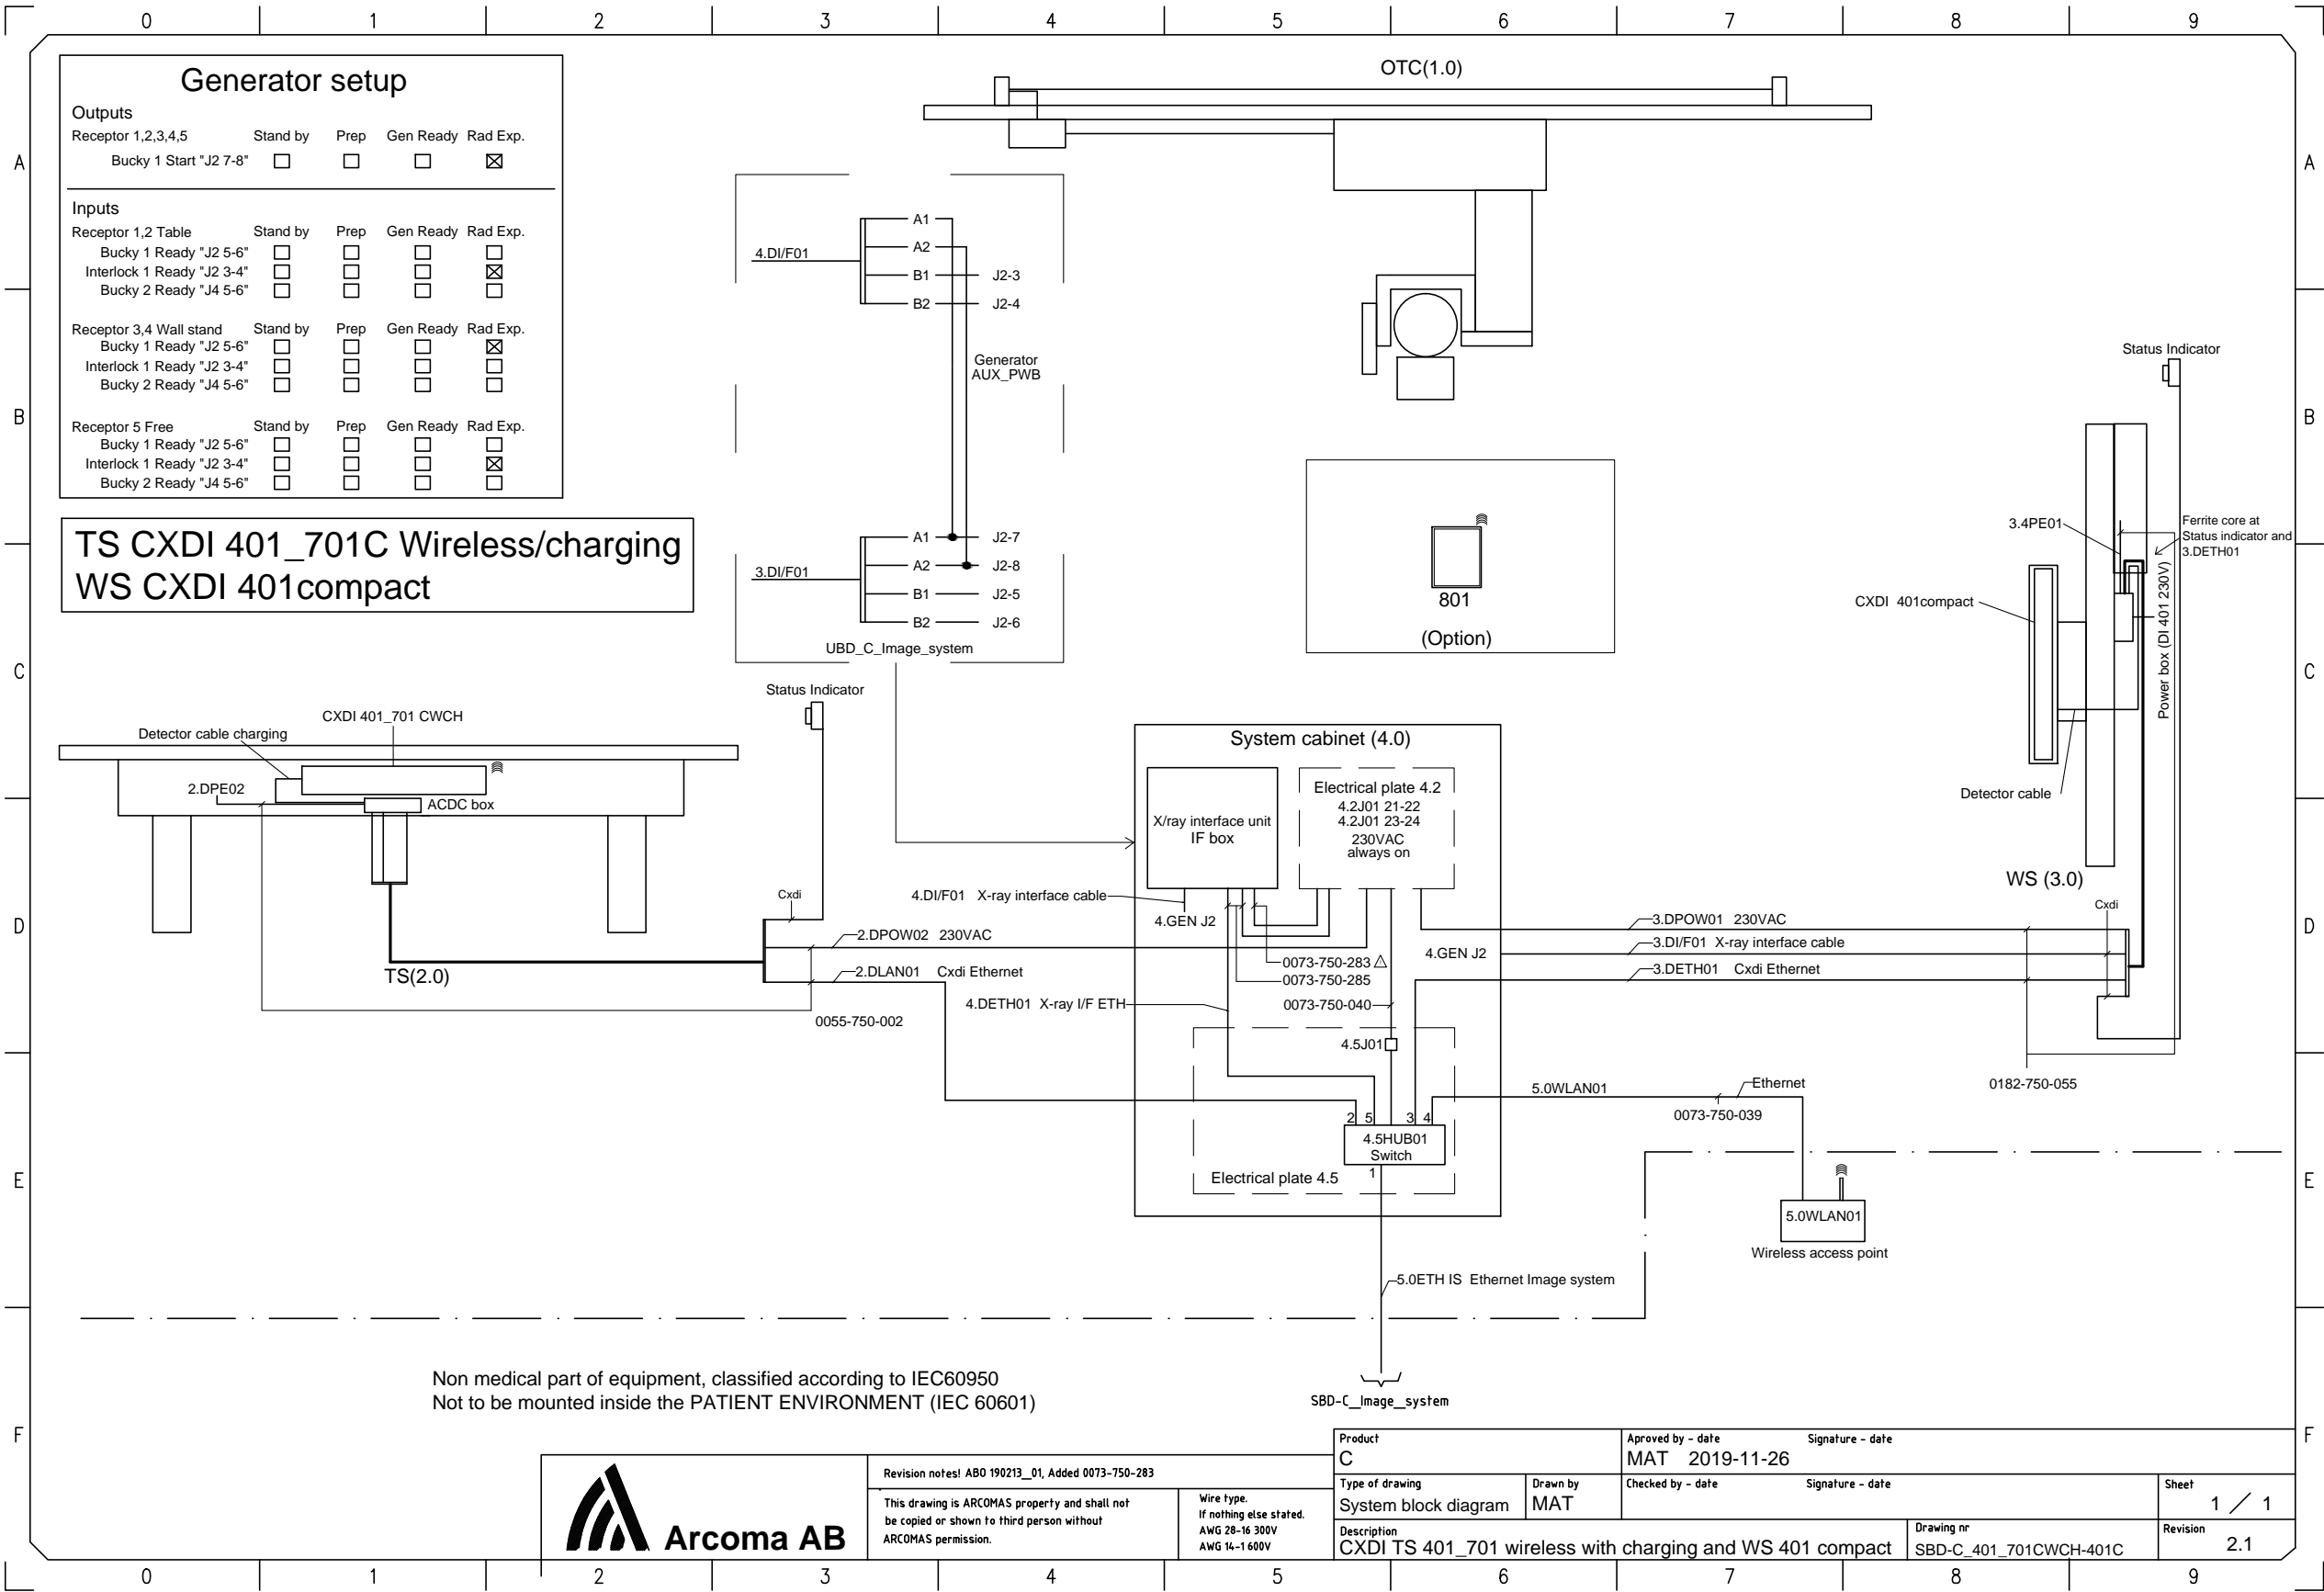 0 1 2 3 4 5 6 7 8 9
Generator setup
Outputs
Receptor 1,2,3,4,5 Stand by Prep Gen Ready Rad Exp.
Bucky 1 Start "J2 7-8"
Inputs
Receptor 1,2 Table Stand by Prep Gen Ready Rad Exp.
Bucky 1 Ready "J2 5-6"
Interlock 1 Ready "J2 3-4"
Bucky 2 Ready "J4 5-6"
Receptor 3,4 Wall stand Stand by Prep Gen Ready Rad Exp.
Bucky 1 Ready "J2 5-6"
Interlock 1 Ready "J2 3-4"
Bucky 2 Ready "J4 5-6"
Receptor 5 Free Stand by Prep Gen Ready Rad Exp.
Bucky 1 Ready "J2 5-6"
Interlock 1 Ready "J2 3-4"
Bucky 2 Ready "J4 5-6"
TS CXDI 401_701C Wireless/charging
WS CXDI 401compact
A A
B B
C C
D D
E E
F F
OTC(1.0)
4.DI/F01
A1
A2
B1 J2-3
B2 J2-4
Generator
AUX_PWB
3.DI/F01
A1 J2-7
A2 J2-8
B1 J2-5
B2 J2-6
UBD_C_Image_system
801
(Option)
Status Indicator
3.4PE01
Ferrite core at
Status indicator and
3.DETH01
CXDI 401compact
Power box (DI 401 230V)
Detector cable
WS (3.0)
Cxdi
Status Indicator
CXDI 401_701 CWCH
Detector cable charging
2.DPE02
ACDC box
TS(2.0)
Cxdi
2.DPOW02 230VAC
2.DLAN01 Cxdi Ethernet
0055-750-002
System cabinet (4.0)
X/ray interface unit
IF box
Electrical plate 4.2
4.2J01 21-22
4.2J01 23-24
230VAC
always on
4.DI/F01 X-ray interface cable
4.GEN J2
4.GEN J2
0073-750-283
0073-750-285
4.DETH01 X-ray I/F ETH
0073-750-040
4.5J01
3.DPOW01 230VAC
3.DI/F01 X-ray interface cable
3.DETH01 Cxdi Ethernet
0182-750-055
2 5 3 4
4.5HUB01
Switch
1
Electrical plate 4.5
5.0WLAN01
Ethernet
0073-750-039
5.0WLAN01
Wireless access point
5.0ETH IS Ethernet Image system
SBD-C_Image_system
Non medical part of equipment, classified according to IEC60950
Not to be mounted inside the PATIENT ENVIRONMENT (IEC 60601)
Arcoma AB
Revision notes! ABO 190213_01, Added 0073-750-283
This drawing is ARCOMAS property and shall not
be copied or shown to third person without
ARCOMAS permission.
Wire type.
If nothing else stated.
AWG 28-16 300V
AWG 14-1 600V
Product
C
Aproved by - date Signature - date
MAT 2019-11-26
Type of drawing
System block diagram
Drawn by
MAT
Checked by - date Signature - date
Sheet
1 / 1
Description
CXDI TS 401_701 wireless with charging and WS 401 compact
Drawing nr
SBD-C_401_701CWCH-401C
Revision
2.1
0 1 2 3 4 5 6 7 8 9